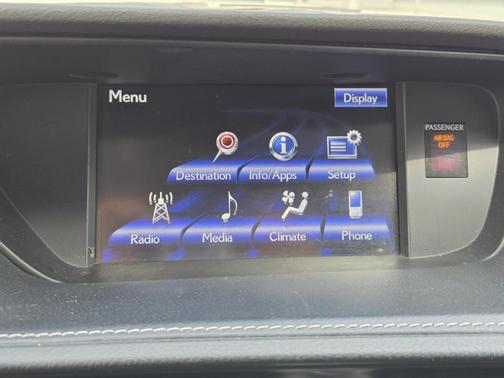 Menu
Display
PASSENGER
AIR BAG
OFF
Destination
Info/Apps
Setup
Radio
Media
Climate
Phone